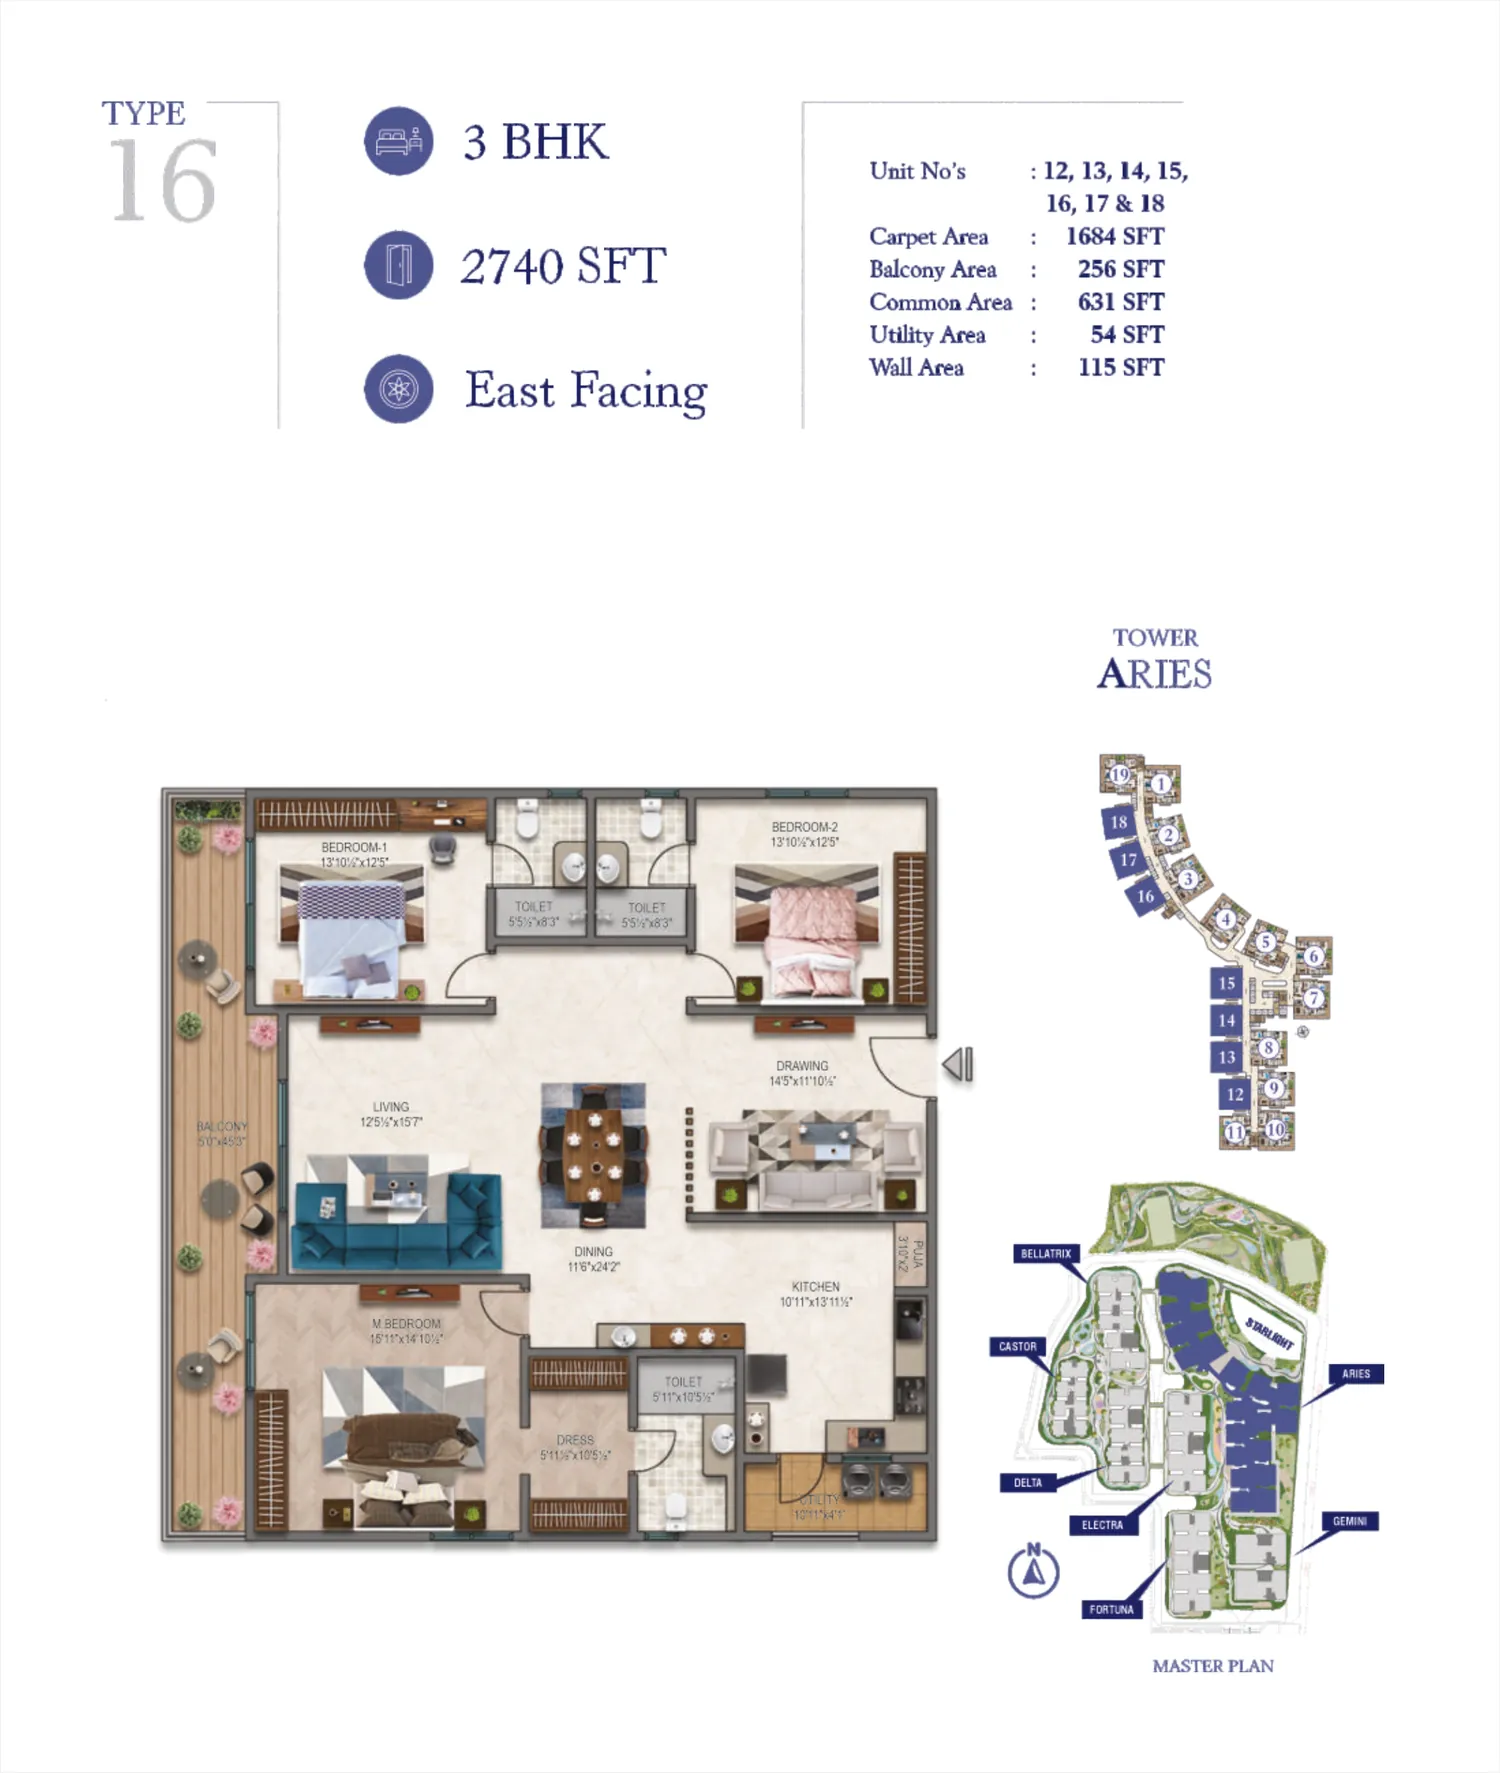 TYPE
16
3 BHK
2740 SFT
East Facing
Unit No's : 12, 13, 14, 15,
16, 17 & 18
Carpet Area : 1684 SFT
Balcony Area : 256 SFT
Common Area : 631 SFT
Utility Area : 54 SFT
Wall Area : 115 SFT
TOWER
ARIES
19
1
18
2
17
3
16
4
5
6
15
7
14
8
13
9
12
11
10
BEDROOM-1
13'10½"x12'5"
TOILET
5'5½"x8'3"
TOILET
5'5½"x8'3"
BEDROOM-2
13'10½"x12'5"
BALCONY
5'0"x45'3"
LIVING
12'5½"x15'7"
DRAWING
14'5"x11'10½"
DINING
11'6"x24'2"
PUJA
3'10"x2'
KITCHEN
10'11"x13'11½"
M.BEDROOM
15'11"x14'10½"
TOILET
5'11"x10'5½"
DRESS
5'11½"x10'5½"
UTILITY
10'11"x4'1"
BELLATRIX
STARLIGHT
CASTOR
ARIES
DELTA
ELECTRA
GEMINI
N
FORTUNA
MASTER PLAN